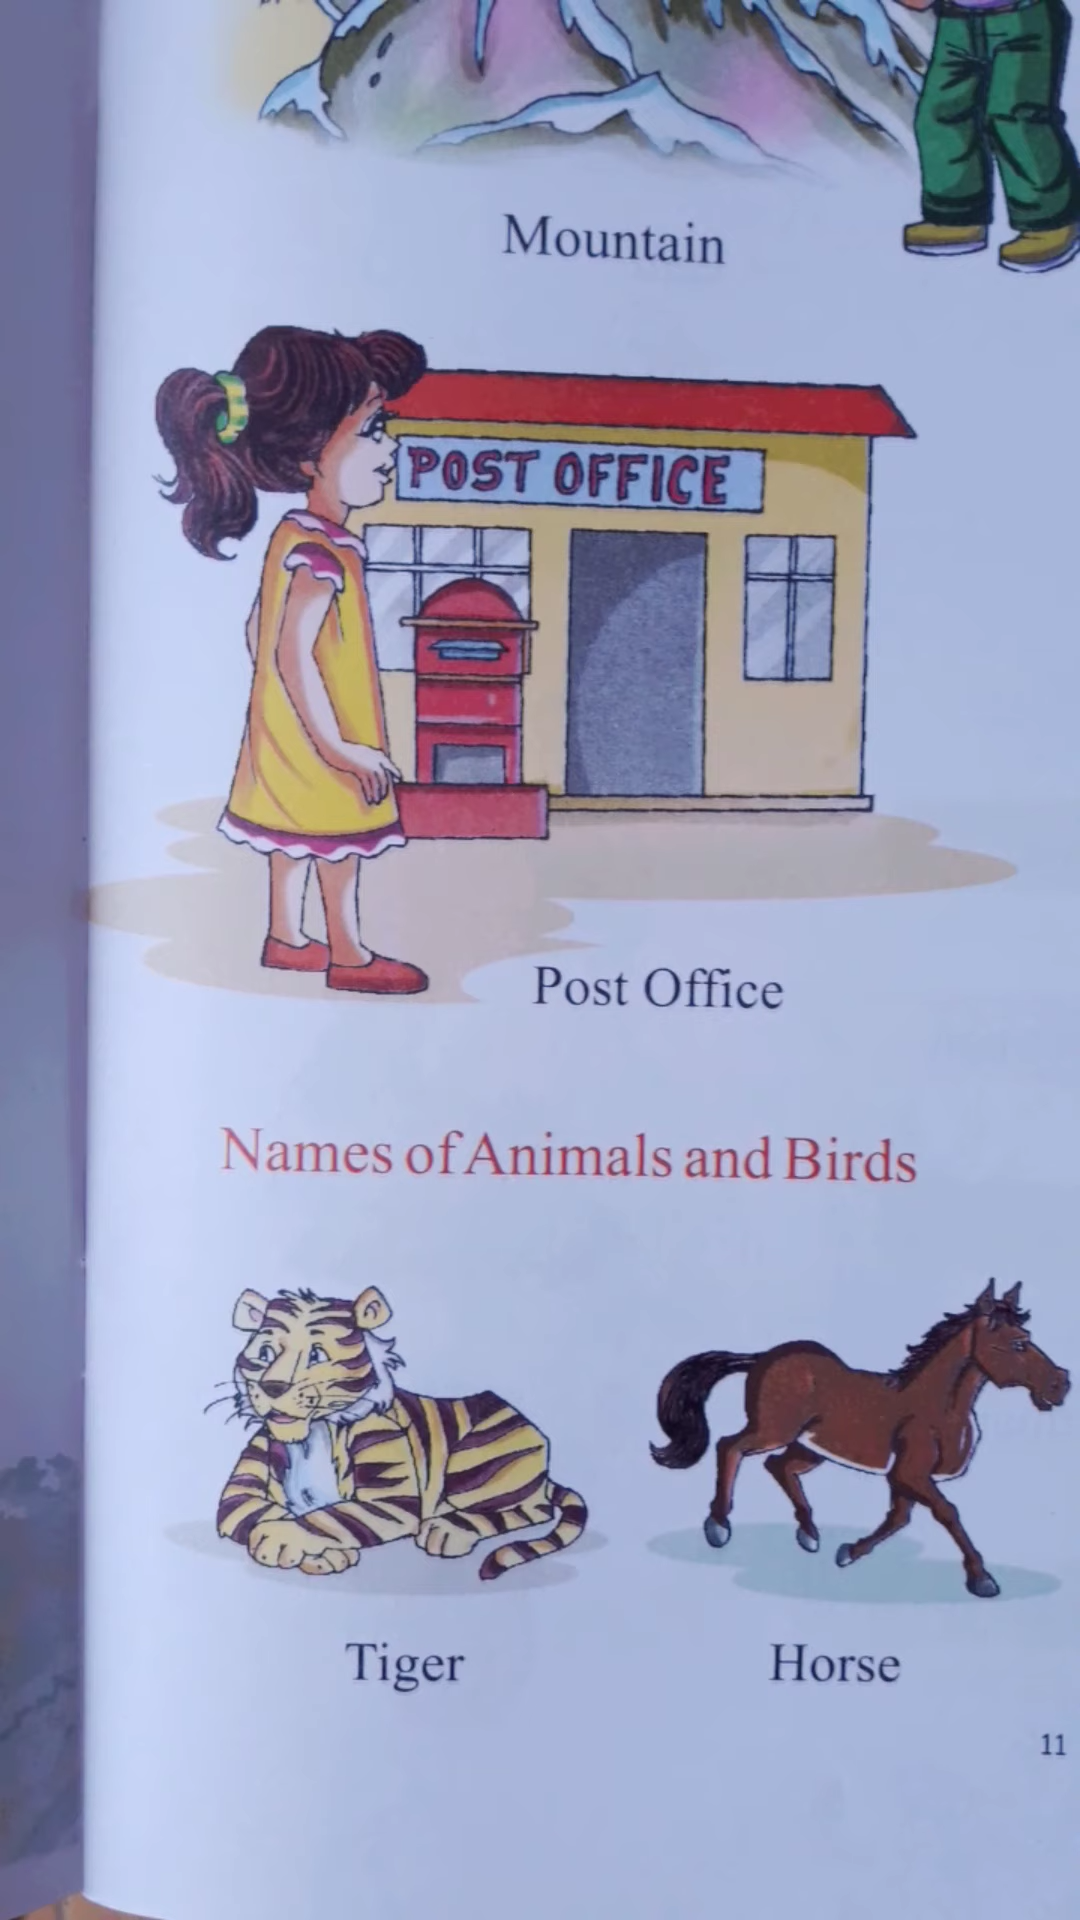 Mountain
POST OFFICE
Post Office
Names of Animals and Birds
Tiger
Horse
11